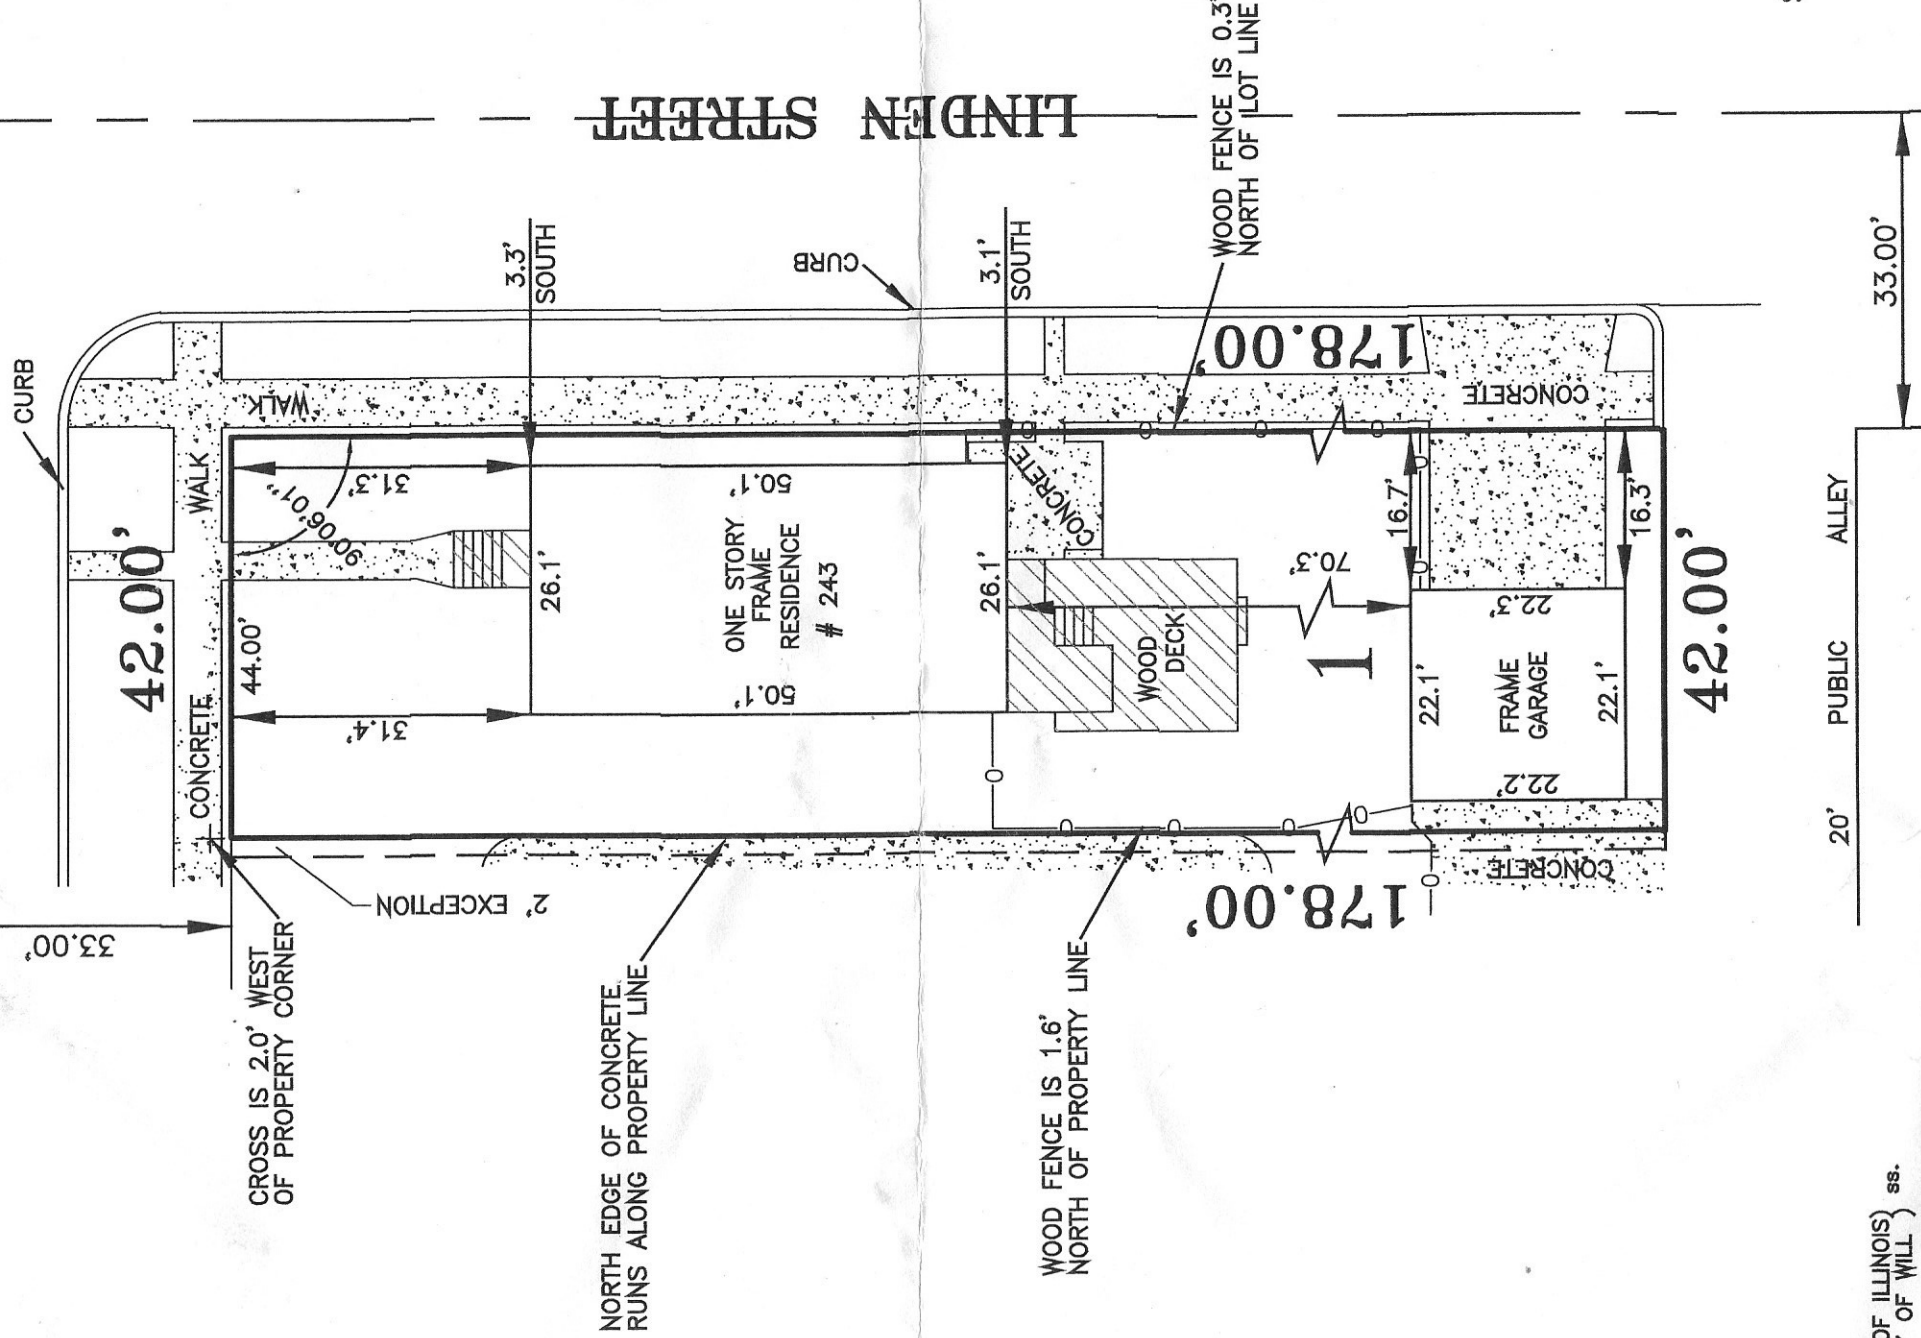 LINDEN STREET
WOOD FENCE IS 0.3'
NORTH OF LOT LINE
3.3'
SOUTH
CURB
3.1'
SOUTH
33.00'
CURB
178.00'
WALK
CONCRETE
WALK
31.3'
90°06'01"
50.1'
CONCRETE
16.7'
16.3'
42.00'
44.00'
26.1'
ONE STORY
FRAME
RESIDENCE
# 243
26.1'
70.3'
22.3'
WOOD
DECK
1
22.1'
FRAME
GARAGE
22.1'
42.00'
PUBLIC ALLEY
20'
CONCRETE
31.4'
50.1'
22.2'
2' EXCEPTION
178.00'
CONCRETE
33.00'
CROSS IS 2.0' WEST
OF PROPERTY CORNER
NORTH EDGE OF CONCRETE
RUNS ALONG PROPERTY LINE
WOOD FENCE IS 1.6'
NORTH OF PROPERTY LINE
OF ILLINOIS)
OF WILL ) ss.